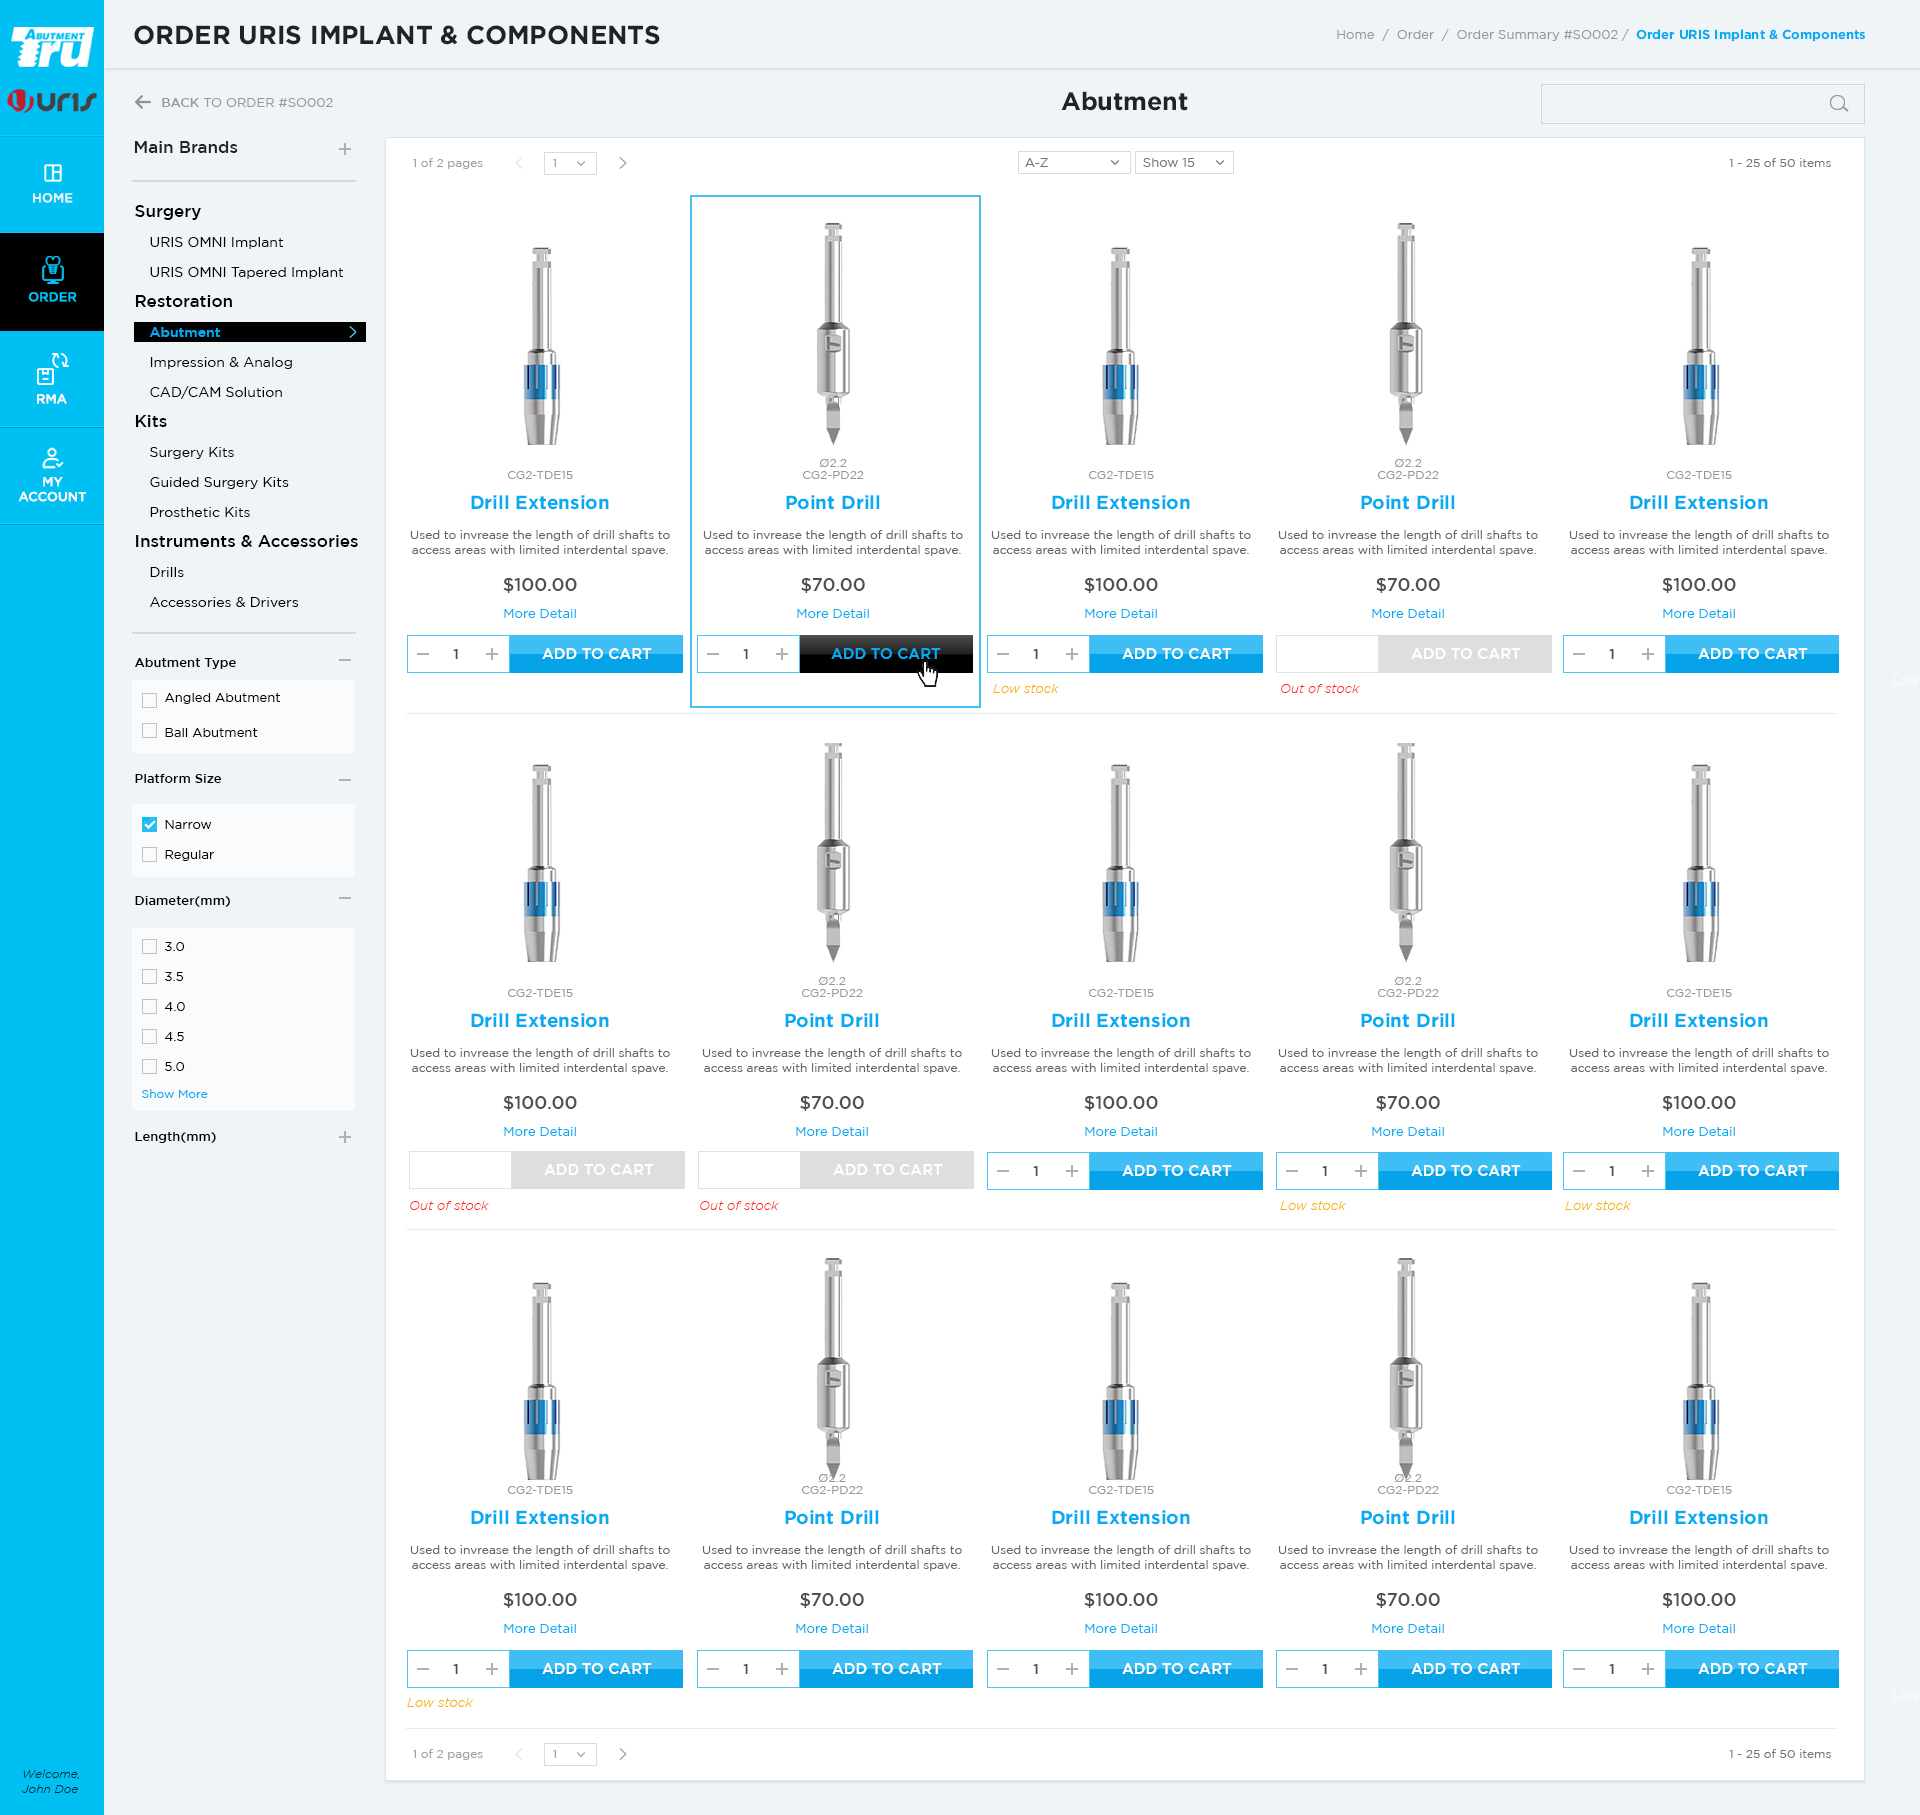 ABUTMENT
Tru
uris
HOME
ORDER
RMA
MY
ACCOUNT
Welcome,
John Doe
ORDER URIS IMPLANT & COMPONENTS
Home / Order / Order Summary #SO002 / Order URIS Implant & Components
BACK TO ORDER #SO002
Abutment
Main Brands
Surgery
URIS OMNI Implant
URIS OMNI Tapered Implant
Restoration
Abutment
Impression & Analog
CAD/CAM Solution
Kits
Surgery Kits
Guided Surgery Kits
Prosthetic Kits
Instruments & Accessories
Drills
Accessories & Drivers
Abutment Type
Angled Abutment
Ball Abutment
Platform Size
Narrow
Regular
Diameter(mm)
3.0
3.5
4.0
4.5
5.0
Show More
Length(mm)
1 of 2 pages 1 A-Z Show 15 1 - 25 of 50 items
Ø2.2 Ø2.2
CG2-TDE15 CG2-PD22 CG2-TDE15 CG2-PD22 CG2-TDE15
Drill Extension Point Drill Drill Extension Point Drill Drill Extension
Used to invrease the length of drill shafts to Used to invrease the length of drill shafts to Used to invrease the length of drill shafts to Used to invrease the length of drill shafts to Used to invrease the length of drill shafts to
access areas with limited interdental spave. access areas with limited interdental spave. access areas with limited interdental spave. access areas with limited interdental spave. access areas with limited interdental spave.
$100.00 $70.00 $100.00 $70.00 $100.00
More Detail More Detail More Detail More Detail More Detail
1 ADD TO CART 1 ADD TO CART 1 ADD TO CART ADD TO CART 1 ADD TO CART
Low stock Out of stock Low
Ø2.2 Ø2.2
CG2-TDE15 CG2-PD22 CG2-TDE15 CG2-PD22 CG2-TDE15
Drill Extension Point Drill Drill Extension Point Drill Drill Extension
Used to invrease the length of drill shafts to Used to invrease the length of drill shafts to Used to invrease the length of drill shafts to Used to invrease the length of drill shafts to Used to invrease the length of drill shafts to
access areas with limited interdental spave. access areas with limited interdental spave. access areas with limited interdental spave. access areas with limited interdental spave. access areas with limited interdental spave.
$100.00 $70.00 $100.00 $70.00 $100.00
More Detail More Detail More Detail More Detail More Detail
ADD TO CART ADD TO CART 1 ADD TO CART 1 ADD TO CART 1 ADD TO CART
Out of stock Out of stock Low stock Low stock
Ø2.2 Ø2.2
CG2-TDE15 CG2-PD22 CG2-TDE15 CG2-PD22 CG2-TDE15
Drill Extension Point Drill Drill Extension Point Drill Drill Extension
Used to invrease the length of drill shafts to Used to invrease the length of drill shafts to Used to invrease the length of drill shafts to Used to invrease the length of drill shafts to Used to invrease the length of drill shafts to
access areas with limited interdental spave. access areas with limited interdental spave. access areas with limited interdental spave. access areas with limited interdental spave. access areas with limited interdental spave.
$100.00 $70.00 $100.00 $70.00 $100.00
More Detail More Detail More Detail More Detail More Detail
1 ADD TO CART 1 ADD TO CART 1 ADD TO CART 1 ADD TO CART 1 ADD TO CART
Low stock Low
1 of 2 pages 1 1 - 25 of 50 items